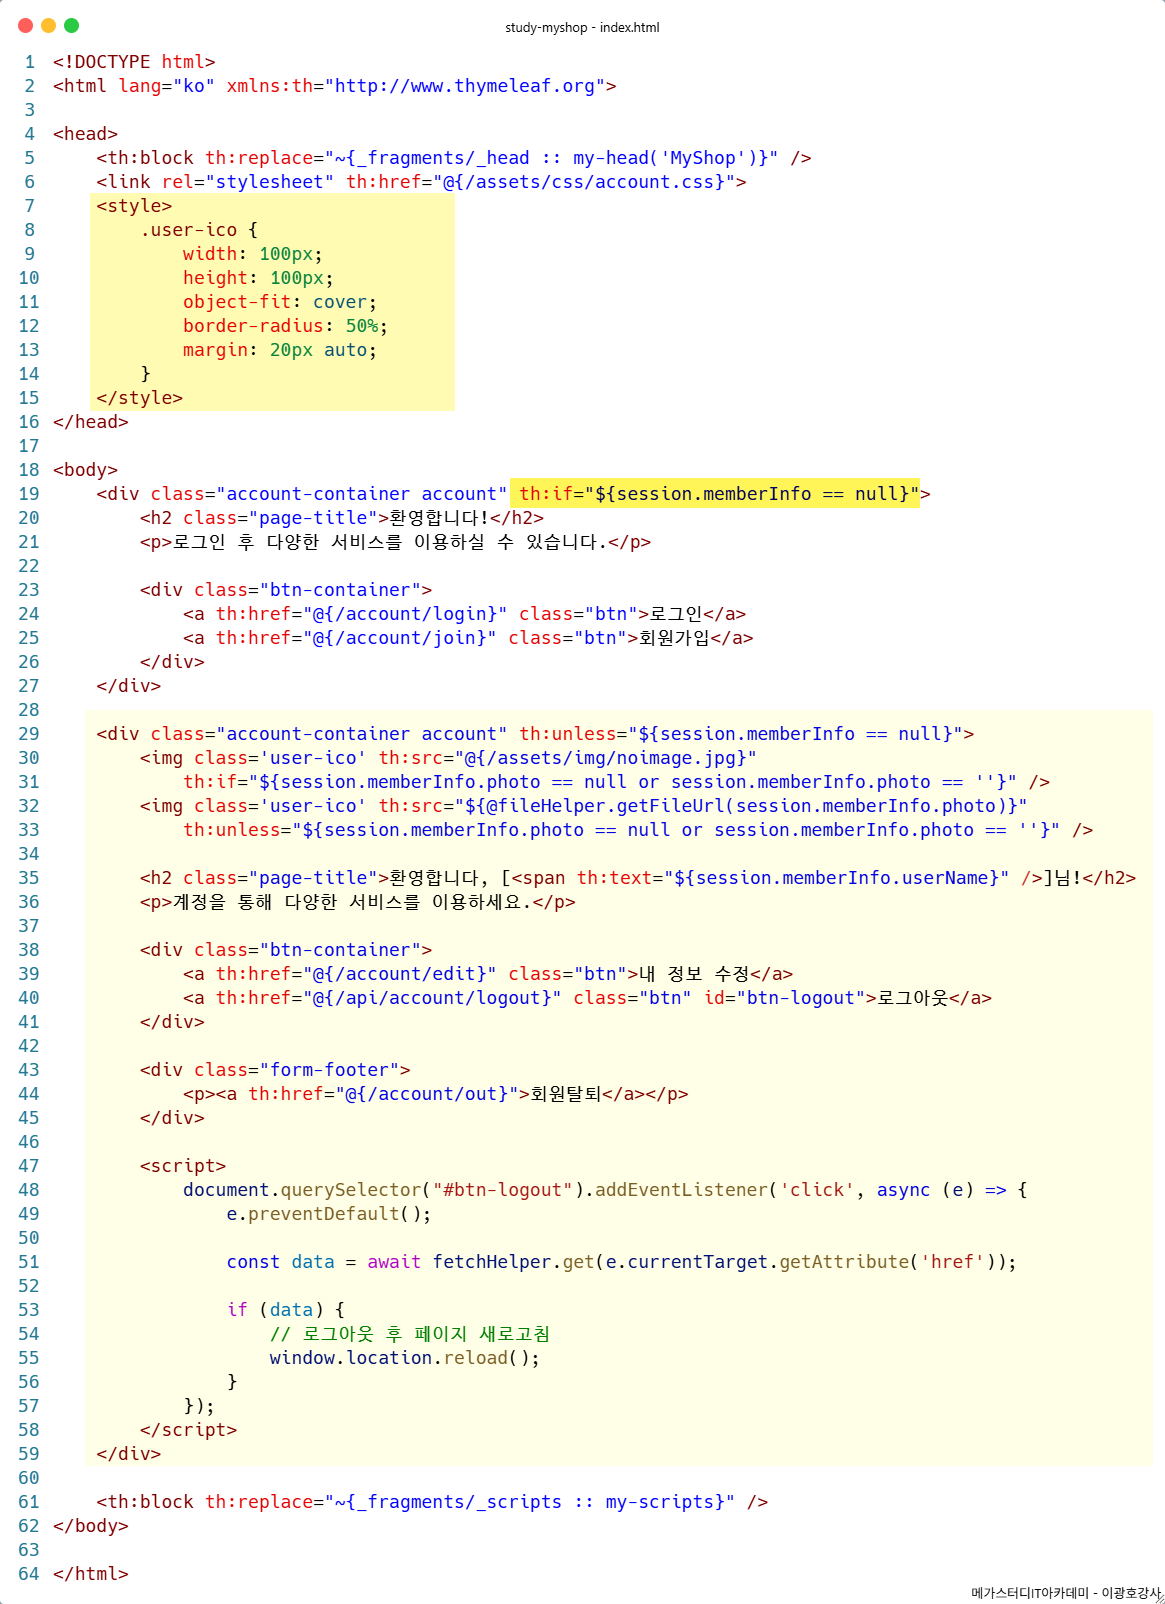 study-myshop - index.html
1 <!DOCTYPE html>
2 <html lang="ko" xmlns:th="http://www.thymeleaf.org">
3
4 <head>
5     <th:block th:replace="~{_fragments/_head :: my-head('MyShop')}" />
6     <link rel="stylesheet" th:href="@{/assets/css/account.css}">
7     <style>
8         .user-ico {
9             width: 100px;
10             height: 100px;
11             object-fit: cover;
12             border-radius: 50%;
13             margin: 20px auto;
14         }
15     </style>
16 </head>
17
18 <body>
19     <div class="account-container account" th:if="${session.memberInfo == null}">
20         <h2 class="page-title">환영합니다!</h2>
21         <p>로그인 후 다양한 서비스를 이용하실 수 있습니다.</p>
22
23         <div class="btn-container">
24             <a th:href="@{/account/login}" class="btn">로그인</a>
25             <a th:href="@{/account/join}" class="btn">회원가입</a>
26         </div>
27     </div>
28
29     <div class="account-container account" th:unless="${session.memberInfo == null}">
30         <img class='user-ico' th:src="@{/assets/img/noimage.jpg}"
31             th:if="${session.memberInfo.photo == null or session.memberInfo.photo == ''}" />
32         <img class='user-ico' th:src="${@fileHelper.getFileUrl(session.memberInfo.photo)}"
33             th:unless="${session.memberInfo.photo == null or session.memberInfo.photo == ''}" />
34
35         <h2 class="page-title">환영합니다, [<span th:text="${session.memberInfo.userName}" />]님!</h2>
36         <p>계정을 통해 다양한 서비스를 이용하세요.</p>
37
38         <div class="btn-container">
39             <a th:href="@{/account/edit}" class="btn">내 정보 수정</a>
40             <a th:href="@{/api/account/logout}" class="btn" id="btn-logout">로그아웃</a>
41         </div>
42
43         <div class="form-footer">
44             <p><a th:href="@{/account/out}">회원탈퇴</a></p>
45         </div>
46
47         <script>
48             document.querySelector("#btn-logout").addEventListener('click', async (e) => {
49                 e.preventDefault();
50
51                 const data = await fetchHelper.get(e.currentTarget.getAttribute('href'));
52
53                 if (data) {
54                     // 로그아웃 후 페이지 새로고침
55                     window.location.reload();
56                 }
57             });
58         </script>
59     </div>
60
61     <th:block th:replace="~{_fragments/_scripts :: my-scripts}" />
62 </body>
63
64 </html>
메가스터디IT아카데미 - 이광호강사